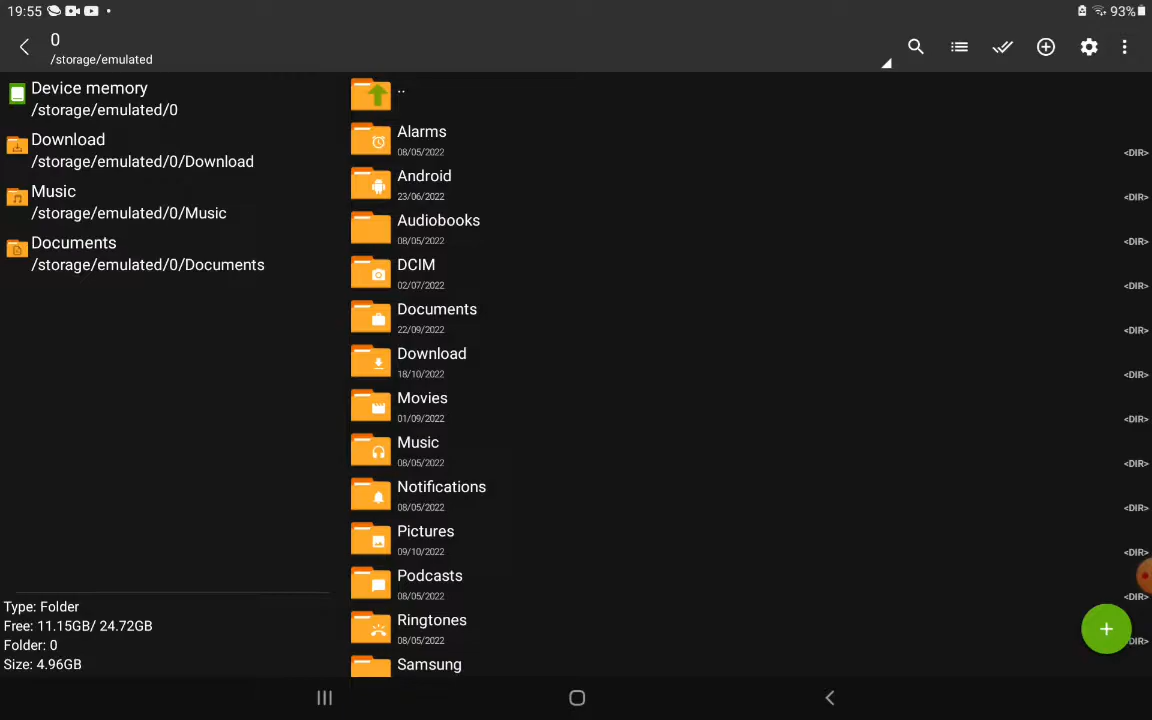 19:55
93%
0
/storage/emulated
Device memory
/storage/emulated/0
Download
/storage/emulated/0/Download
Music
/storage/emulated/0/Music
Documents
/storage/emulated/0/Documents
Type: Folder
Free: 11.15GB/ 24.72GB
Folder: 0
Size: 4.96GB
..
Alarms
08/05/2022
<DIR>
Android
23/06/2022
<DIR>
Audiobooks
08/05/2022
<DIR>
DCIM
02/07/2022
<DIR>
Documents
22/09/2022
<DIR>
Download
18/10/2022
<DIR>
Movies
01/09/2022
<DIR>
Music
08/05/2022
<DIR>
Notifications
08/05/2022
<DIR>
Pictures
09/10/2022
<DIR>
Podcasts
08/05/2022
<DIR>
Ringtones
08/05/2022
DIR>
Samsung